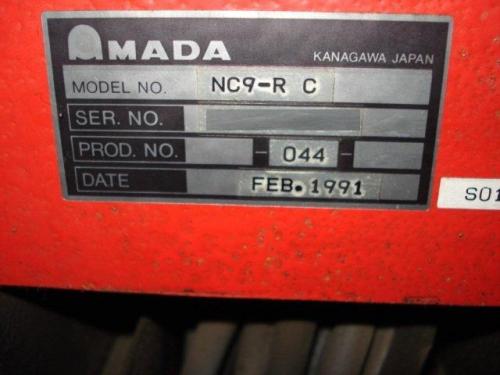 AMADA
KANAGAWA JAPAN
MODEL NO. NC9-R C
SER. NO.
PROD. NO. - 044 -
DATE FEB. 1991
S01